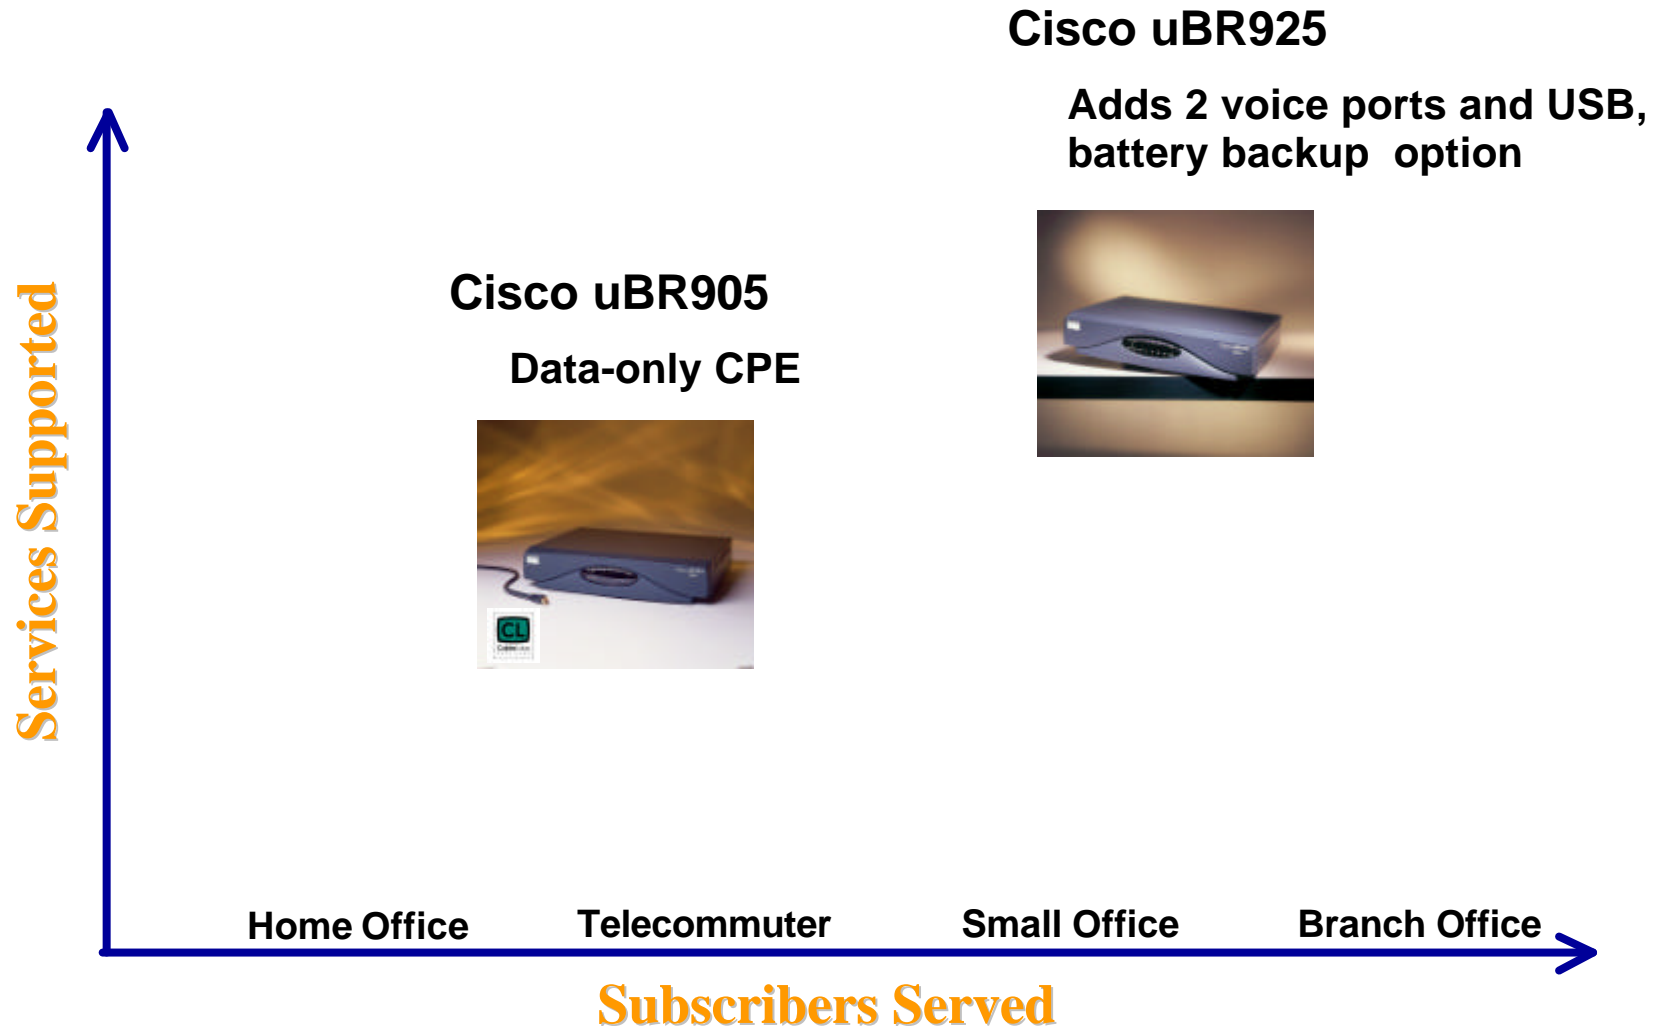 Cisco uBR925
Adds 2 voice ports and USB,
battery backup option
Cisco uBR905
Data-only CPE
CL
Services Supported
Home Office
Telecommuter
Small Office
Branch Office
Subscribers Served